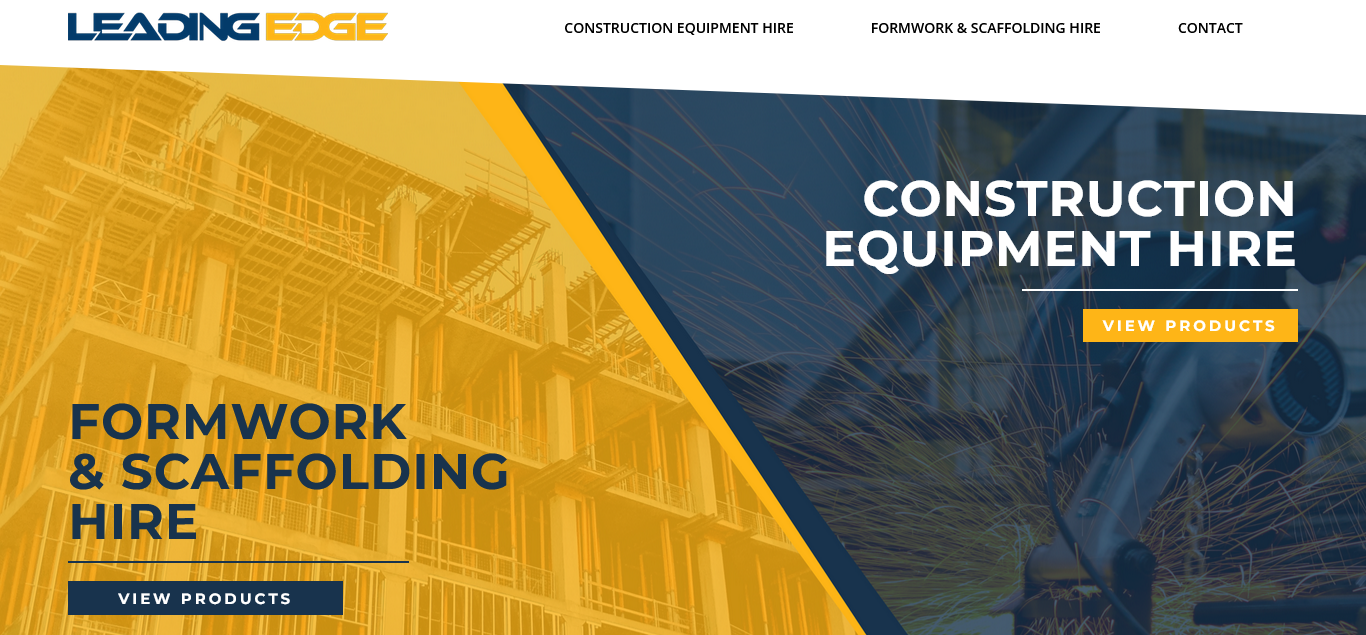 LEADING EDGE
CONSTRUCTION EQUIPMENT HIRE
FORMWORK & SCAFFOLDING HIRE
CONTACT
CONSTRUCTION
EQUIPMENT HIRE
VIEW PRODUCTS
FORMWORK
& SCAFFOLDING
HIRE
VIEW PRODUCTS